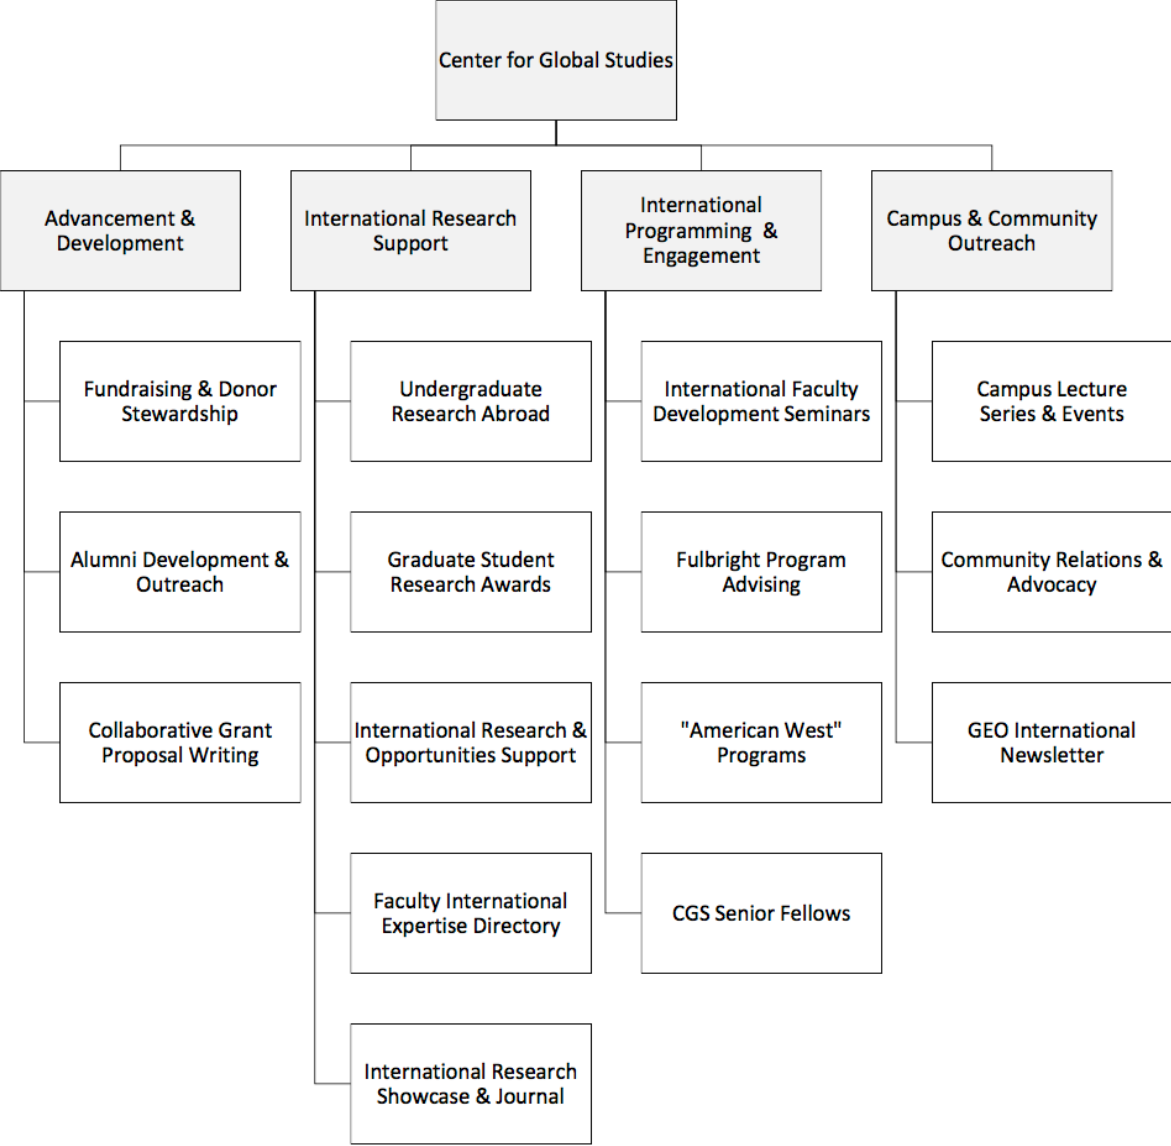 Center for Global Studies
Advancement &
Development
International Research
Support
International
Programming &
Engagement
Campus & Community
Outreach
Fundraising & Donor
Stewardship
Undergraduate
Research Abroad
International Faculty
Development Seminars
Campus Lecture
Series & Events
Alumni Development &
Outreach
Graduate Student
Research Awards
Fulbright Program
Advising
Community Relations &
Advocacy
Collaborative Grant
Proposal Writing
International Research &
Opportunities Support
"American West"
Programs
GEO International
Newsletter
Faculty International
Expertise Directory
CGS Senior Fellows
International Research
Showcase & Journal